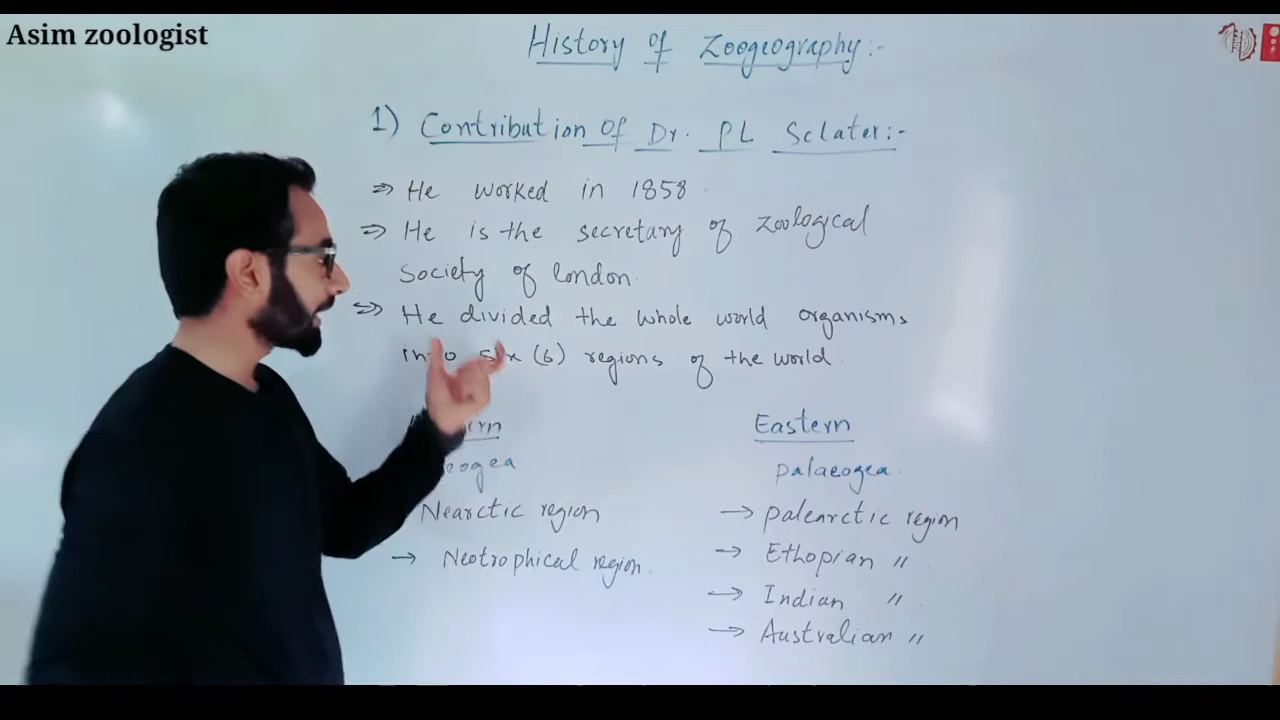 Asim zoologist
History of Zoogeography:-
1) Contribution of Dr. PL Sclater:-
⇒ He worked in 1858
⇒ He is the secretary of zoological
society of london.
⇒ He divided the whole world organisms
into six (6) regions of the world
Eastern
palaeogea
Nearctic region
→ Neotrophical region.
→ palearctic region
→ Ethopian "
→ Indian "
→ Australian "